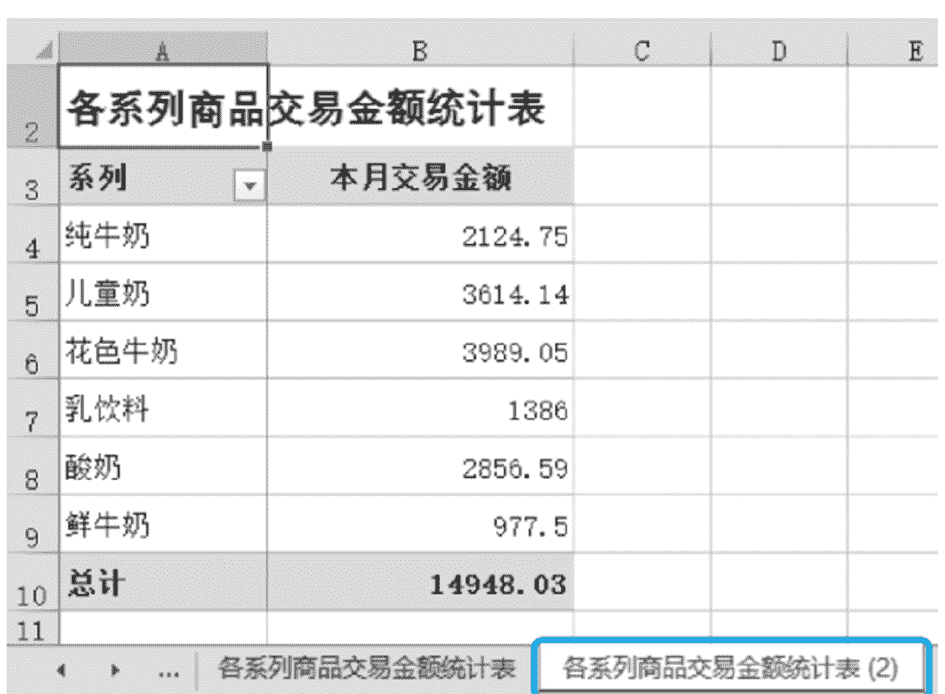 A B C D E
2 各系列商品交易金额统计表
3 系列 本月交易金额
4 纯牛奶 2124.75
5 儿童奶 3614.14
6 花色牛奶 3989.05
7 乳饮料 1386
8 酸奶 2856.59
9 鲜牛奶 977.5
10 总计 14948.03
11
... 各系列商品交易金额统计表 各系列商品交易金额统计表 (2)